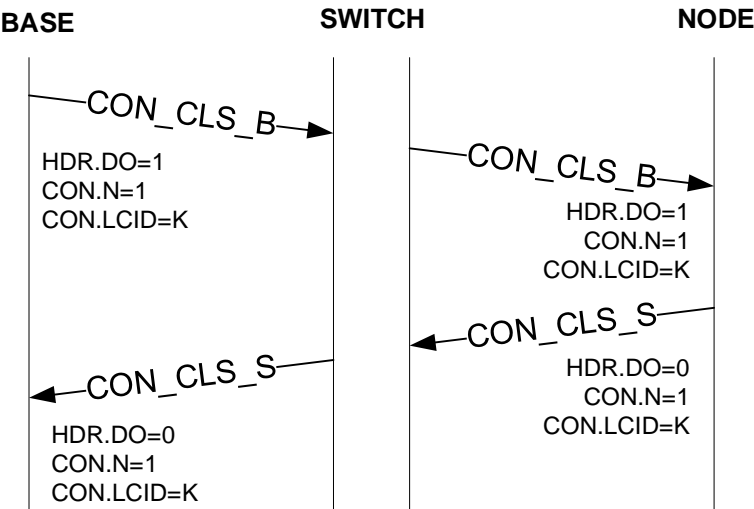 BASE
SWITCH
NODE
CON_CLS_B
HDR.DO=1
CON.N=1
CON.LCID=K
CON_CLS_B
HDR.DO=1
CON.N=1
CON.LCID=K
CON_CLS_S
HDR.DO=0
CON.N=1
CON.LCID=K
CON_CLS_S
HDR.DO=0
CON.N=1
CON.LCID=K